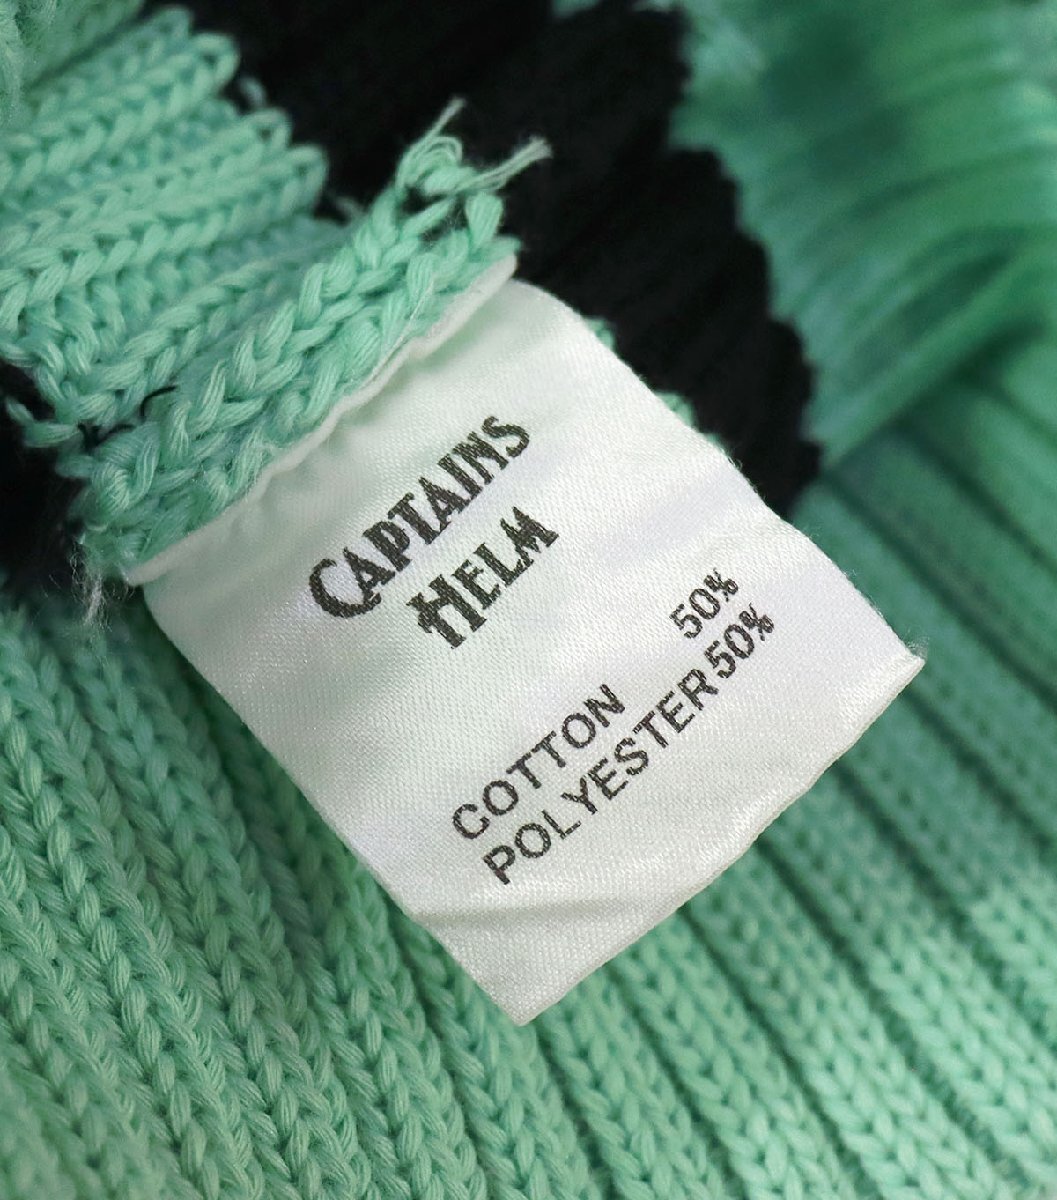 CAPTAINS
HELM
COTTON 50%
POLYESTER 50%